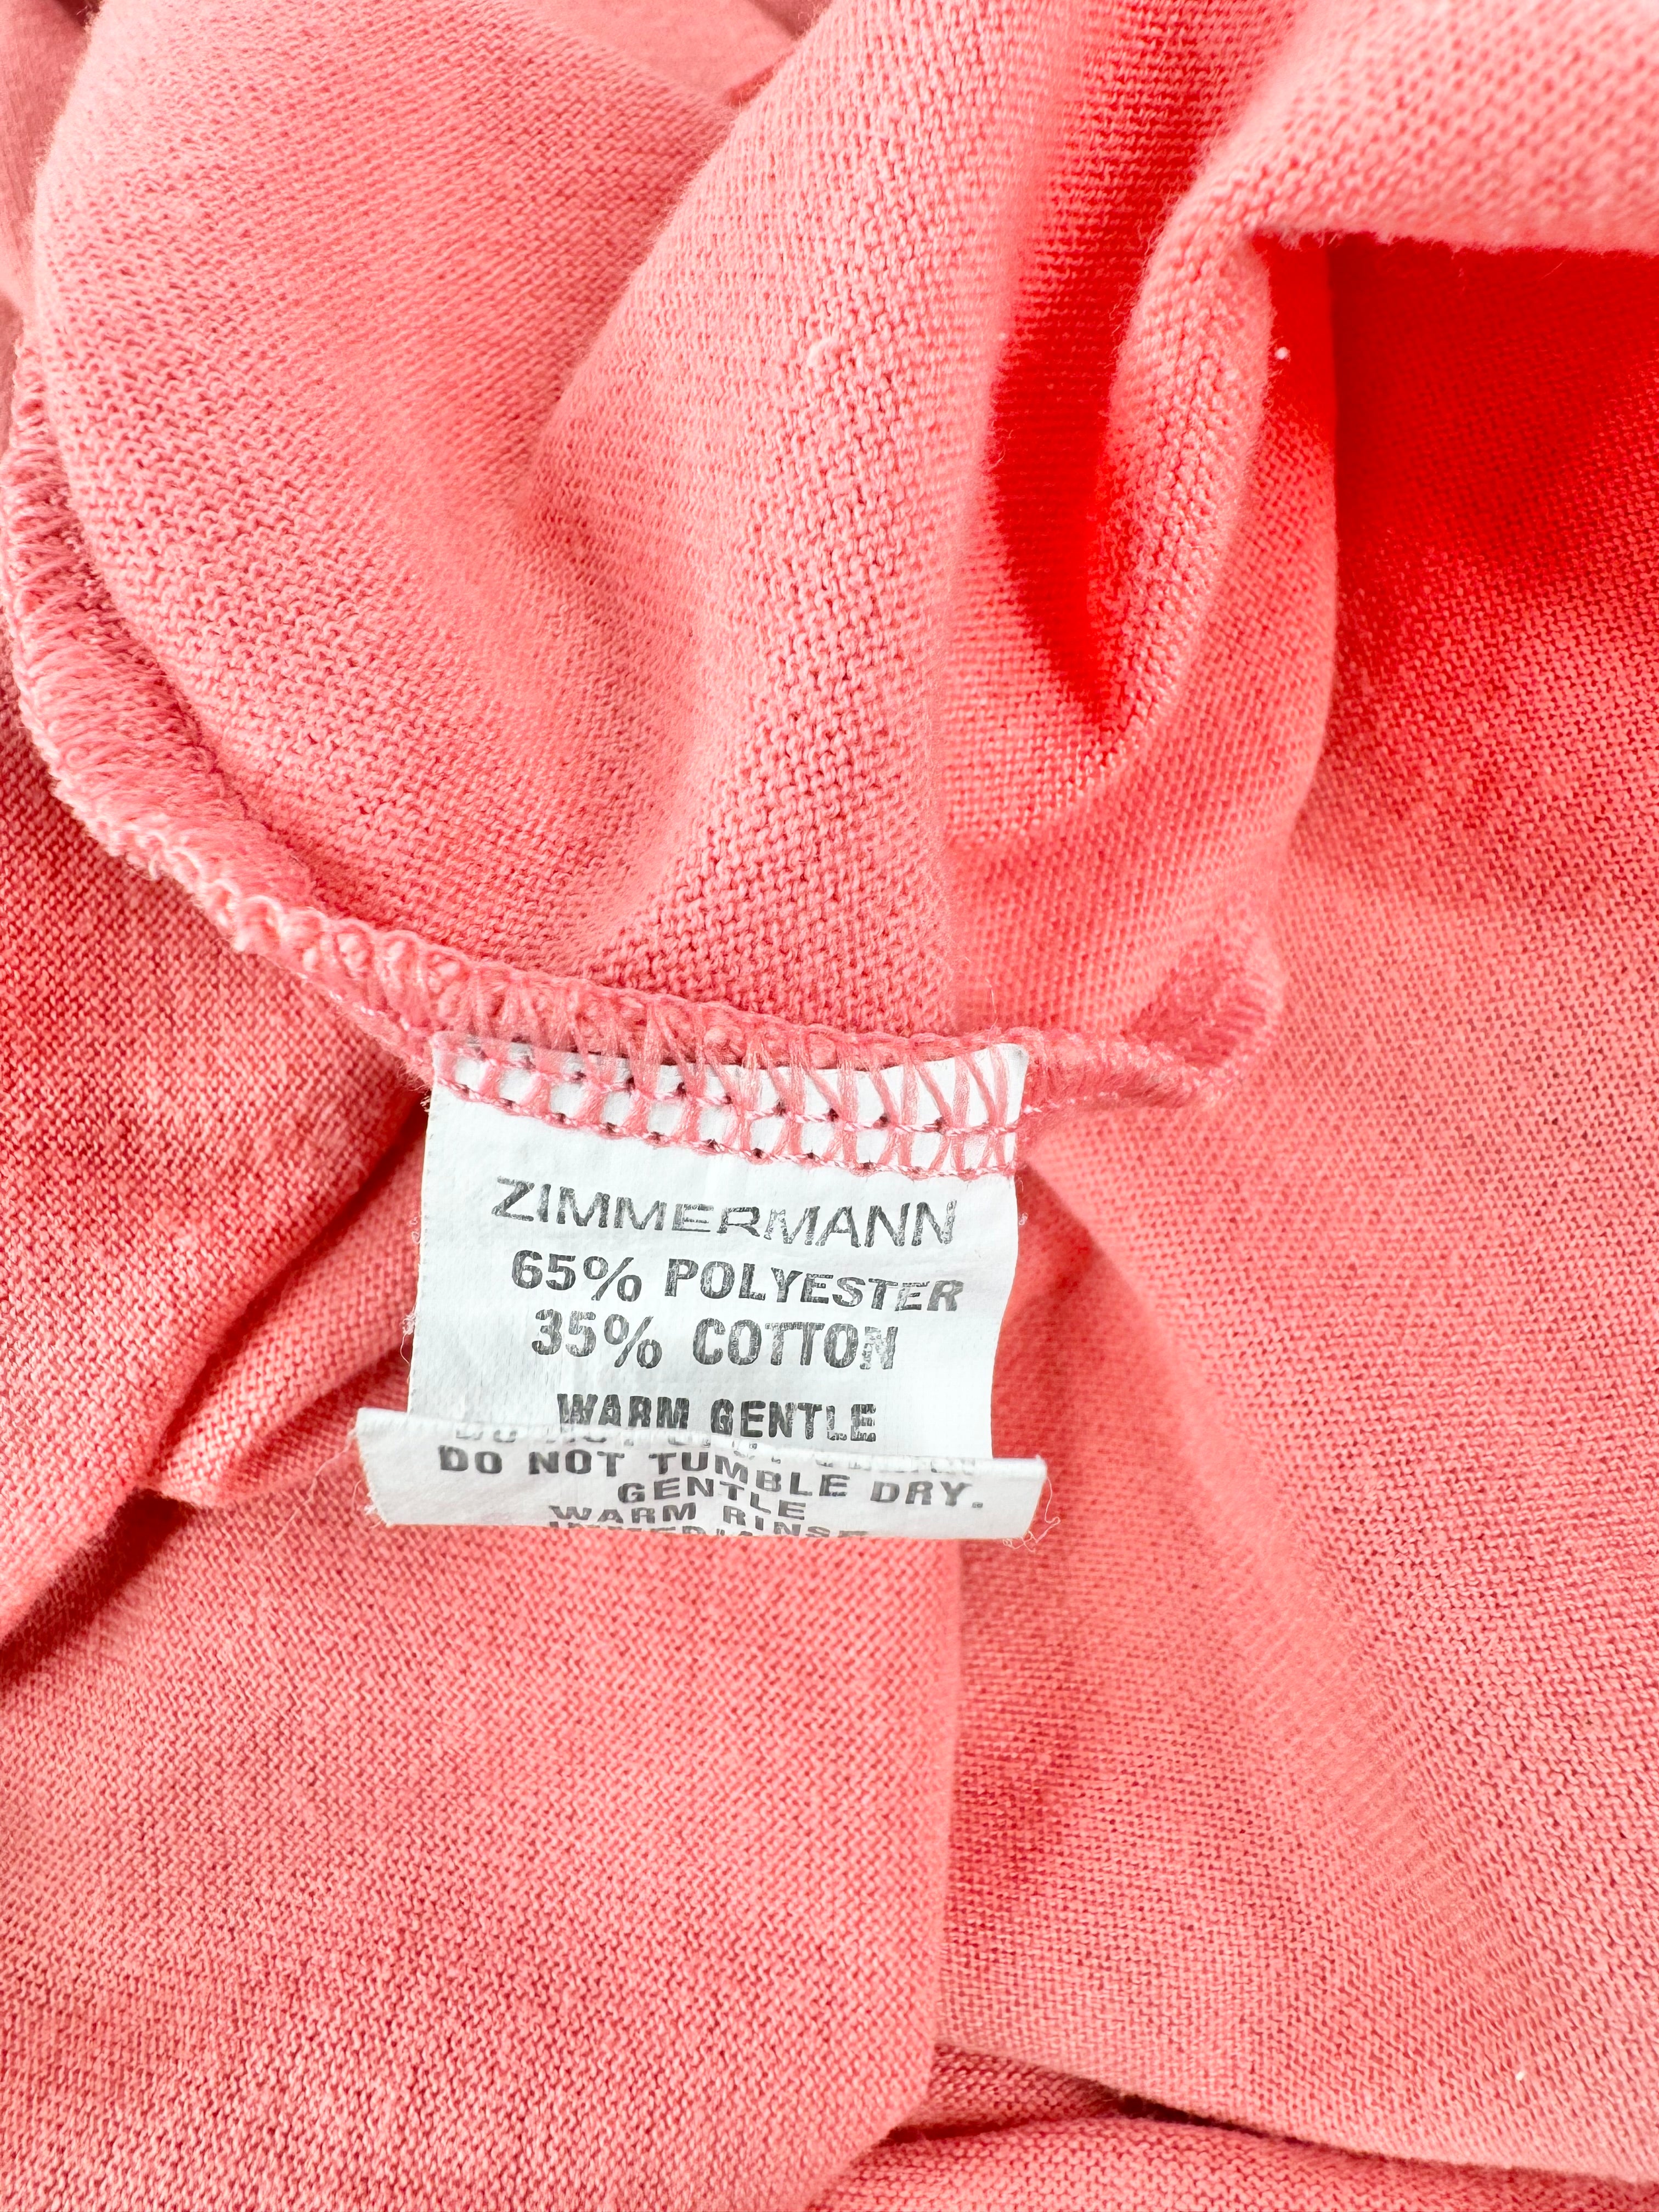 ZIMMERMANN
65% POLYESTER
35% COTTON
WARM GENTLE
DO NOT TUMBLE DRY.
GENTLE
WARM RINSE